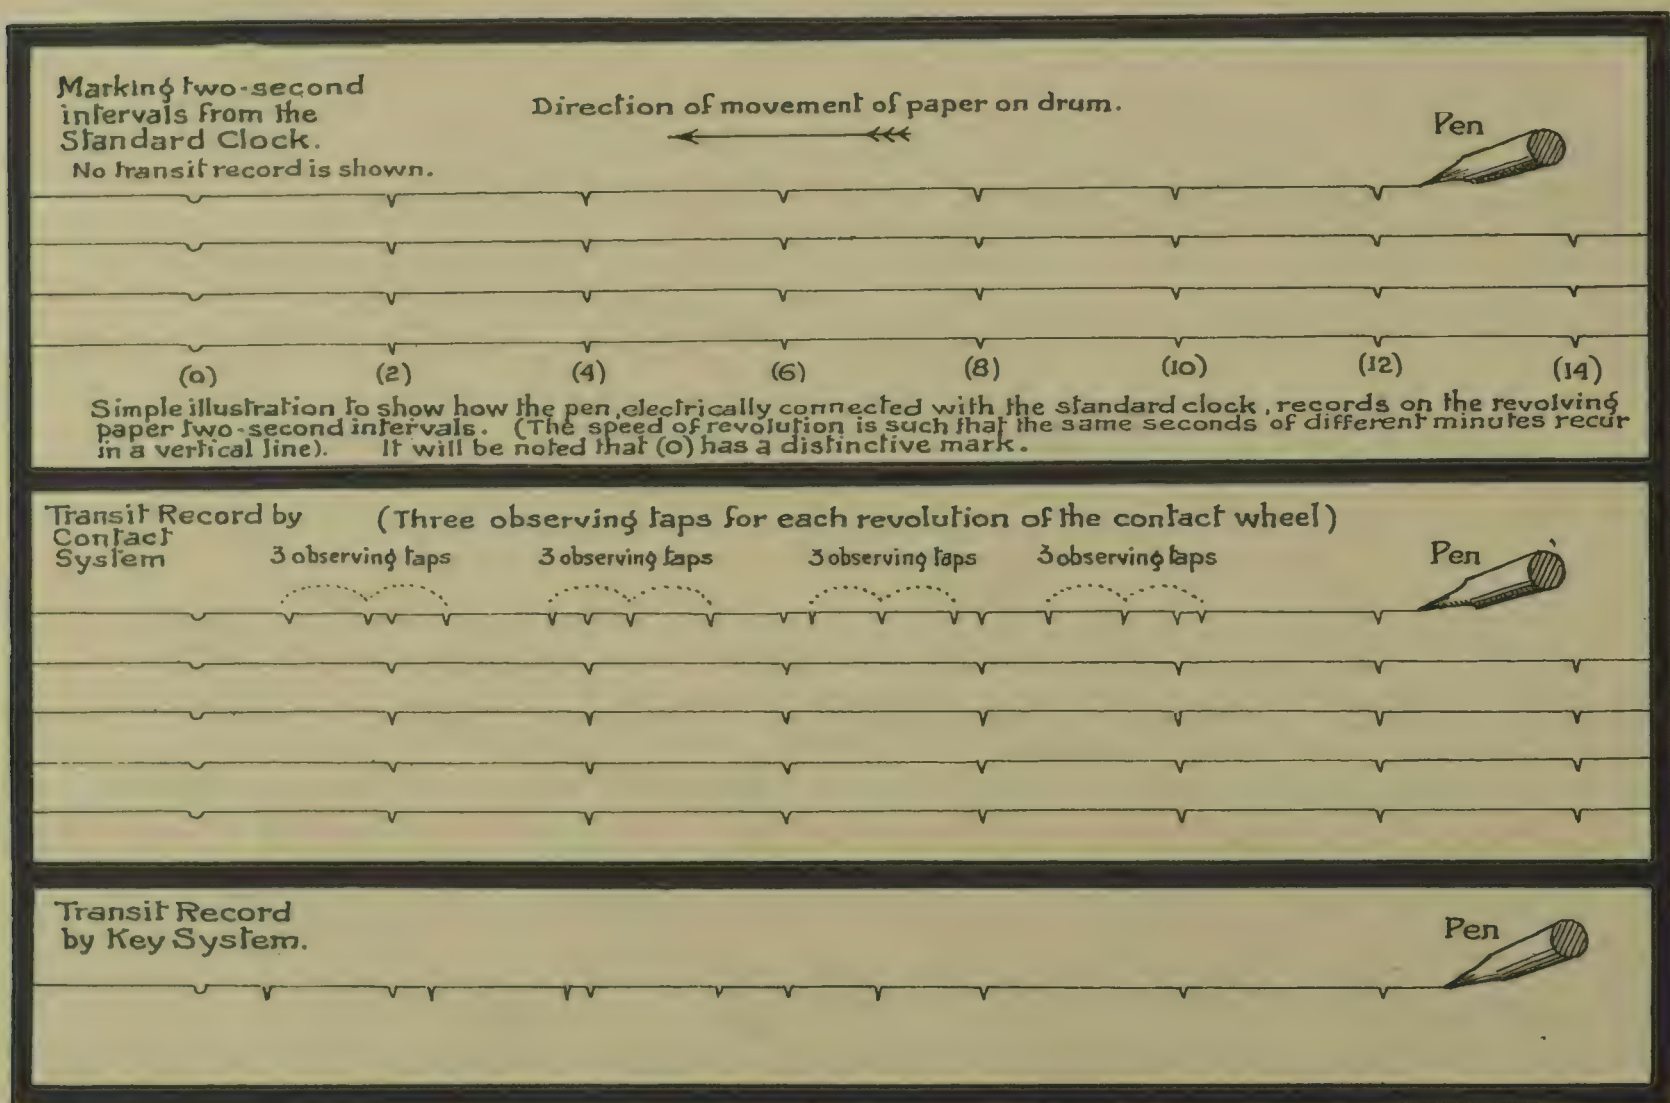 Marking two-second
intervals from the
Standard Clock.
No transit record is shown.
Direction of movement of paper on drum.
Pen
(0)
(2)
(4)
(6)
(8)
(10)
(12)
(14)
Simple illustration to show how the pen, electrically connected with the standard clock, records on the revolving
paper two-second intervals. (The speed of revolution is such that the same seconds of different minutes recur
in a vertical line). It will be noted that (0) has a distinctive mark.
Transit Record by
Contact
System
(Three observing taps for each revolution of the contact wheel)
3 observing taps
3 observing taps
3 observing taps
3 observing taps
Pen
Transit Record
by Key System.
Pen